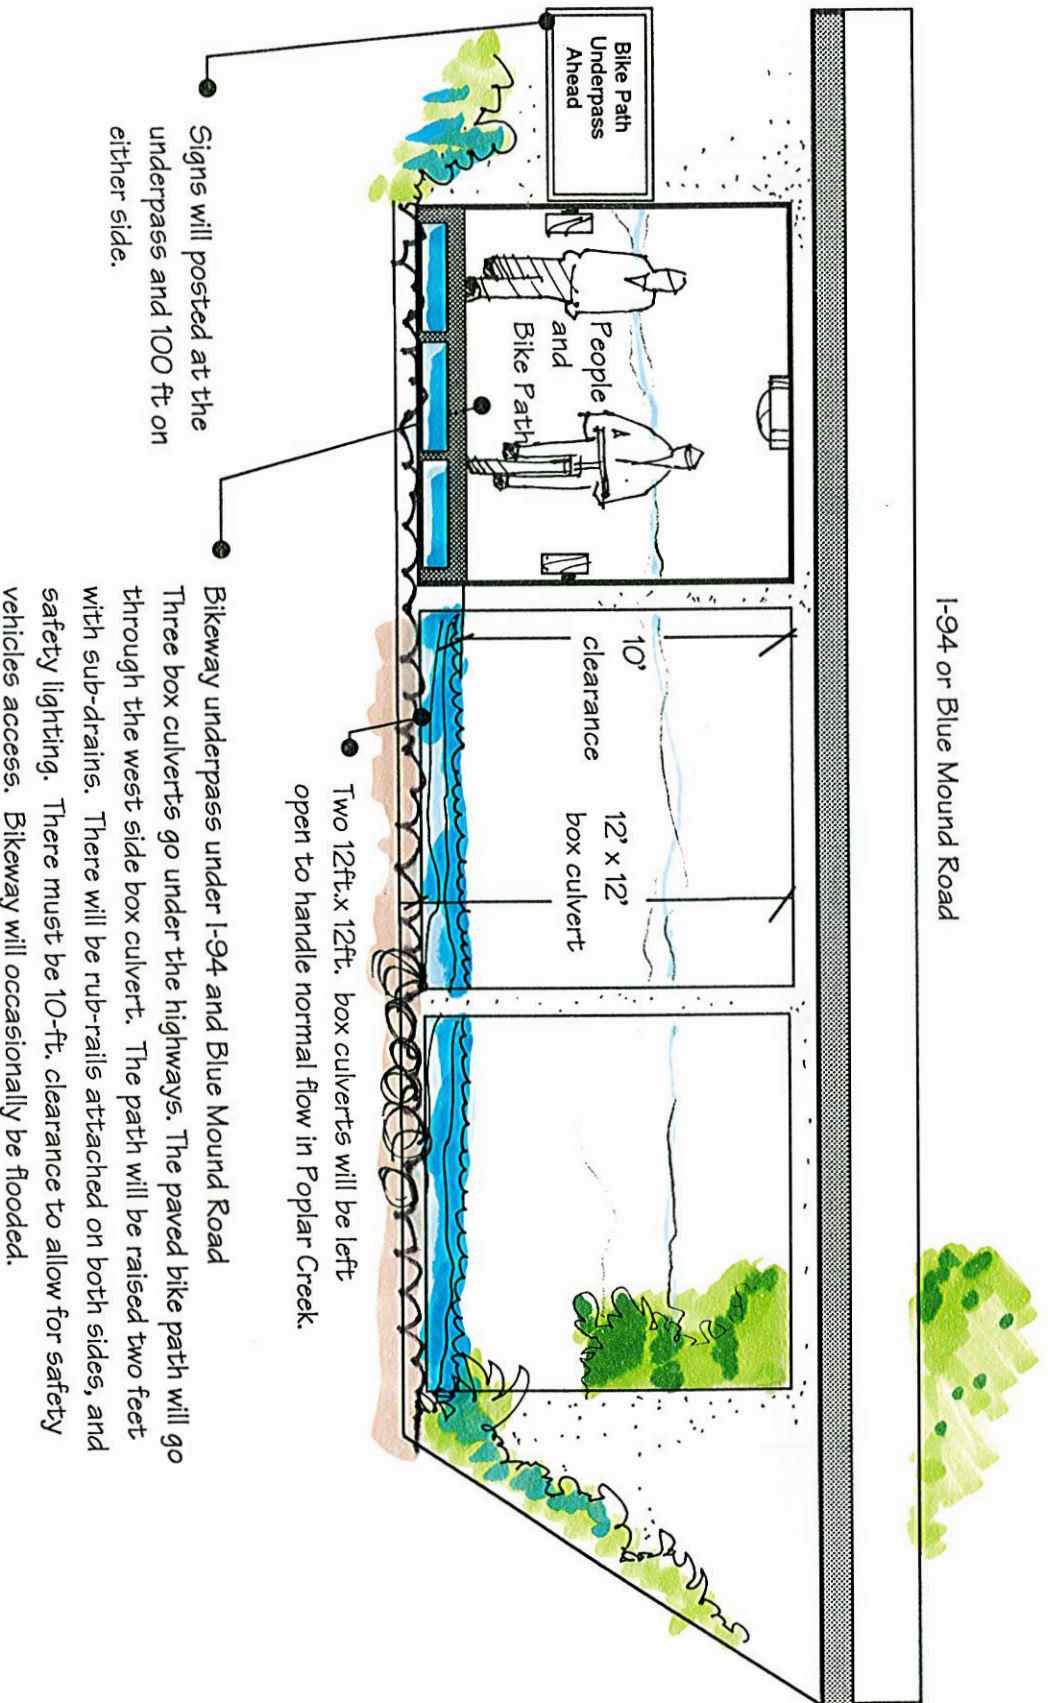 I-94 or Blue Mound Road
Bike Path
Underpass
Ahead
People
and
Bike Path
10'
clearance
12' x 12'
box culvert
Signs will posted at the
underpass and 100 ft on
either side.
Two 12ft.x 12ft. box culverts will be left
open to handle normal flow in Poplar Creek.
Bikeway underpass under I-94 and Blue Mound Road
Three box culverts go under the highways. The paved bike path will go
through the west side box culvert. The path will be raised two feet
with sub-drains. There will be rub-rails attached on both sides, and
safety lighting. There must be 10-ft. clearance to allow for safety
vehicles access. Bikeway will occasionally be flooded.